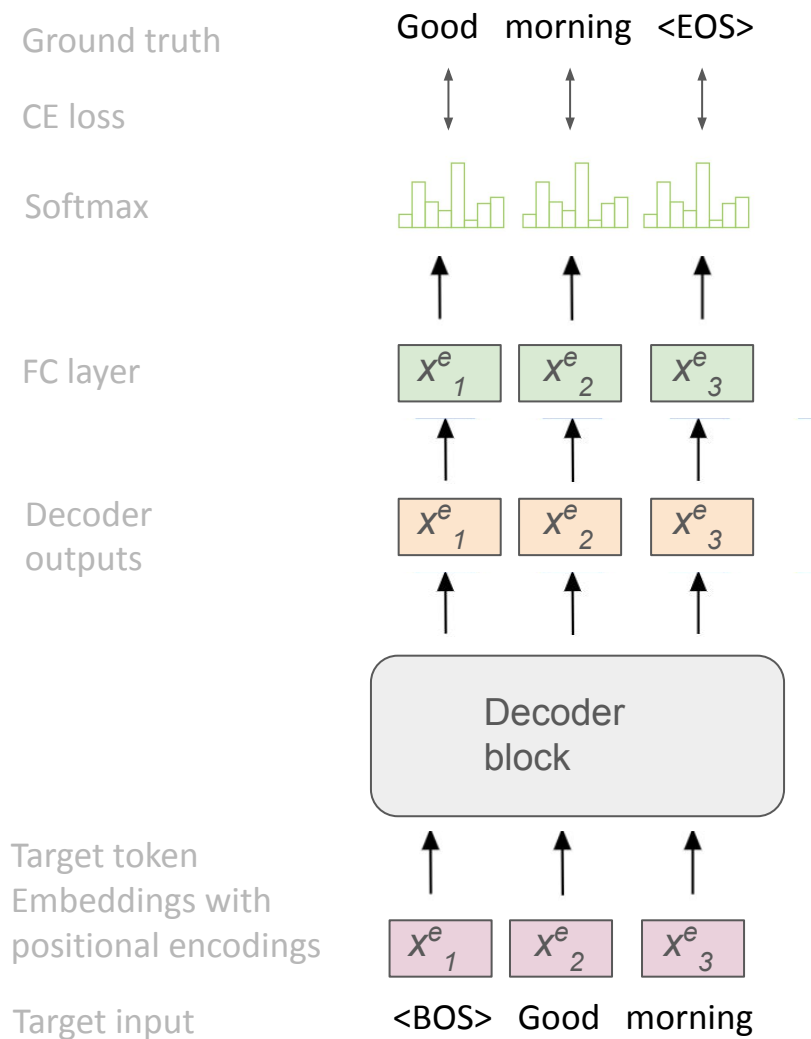 Ground truth Good morning <EOS>
CE loss
Softmax
FC layer x^e_1 x^e_2 x^e_3
Decoder
outputs x^e_1 x^e_2 x^e_3
Decoder
block
Target token
Embeddings with
positional encodings x^e_1 x^e_2 x^e_3
Target input <BOS> Good morning